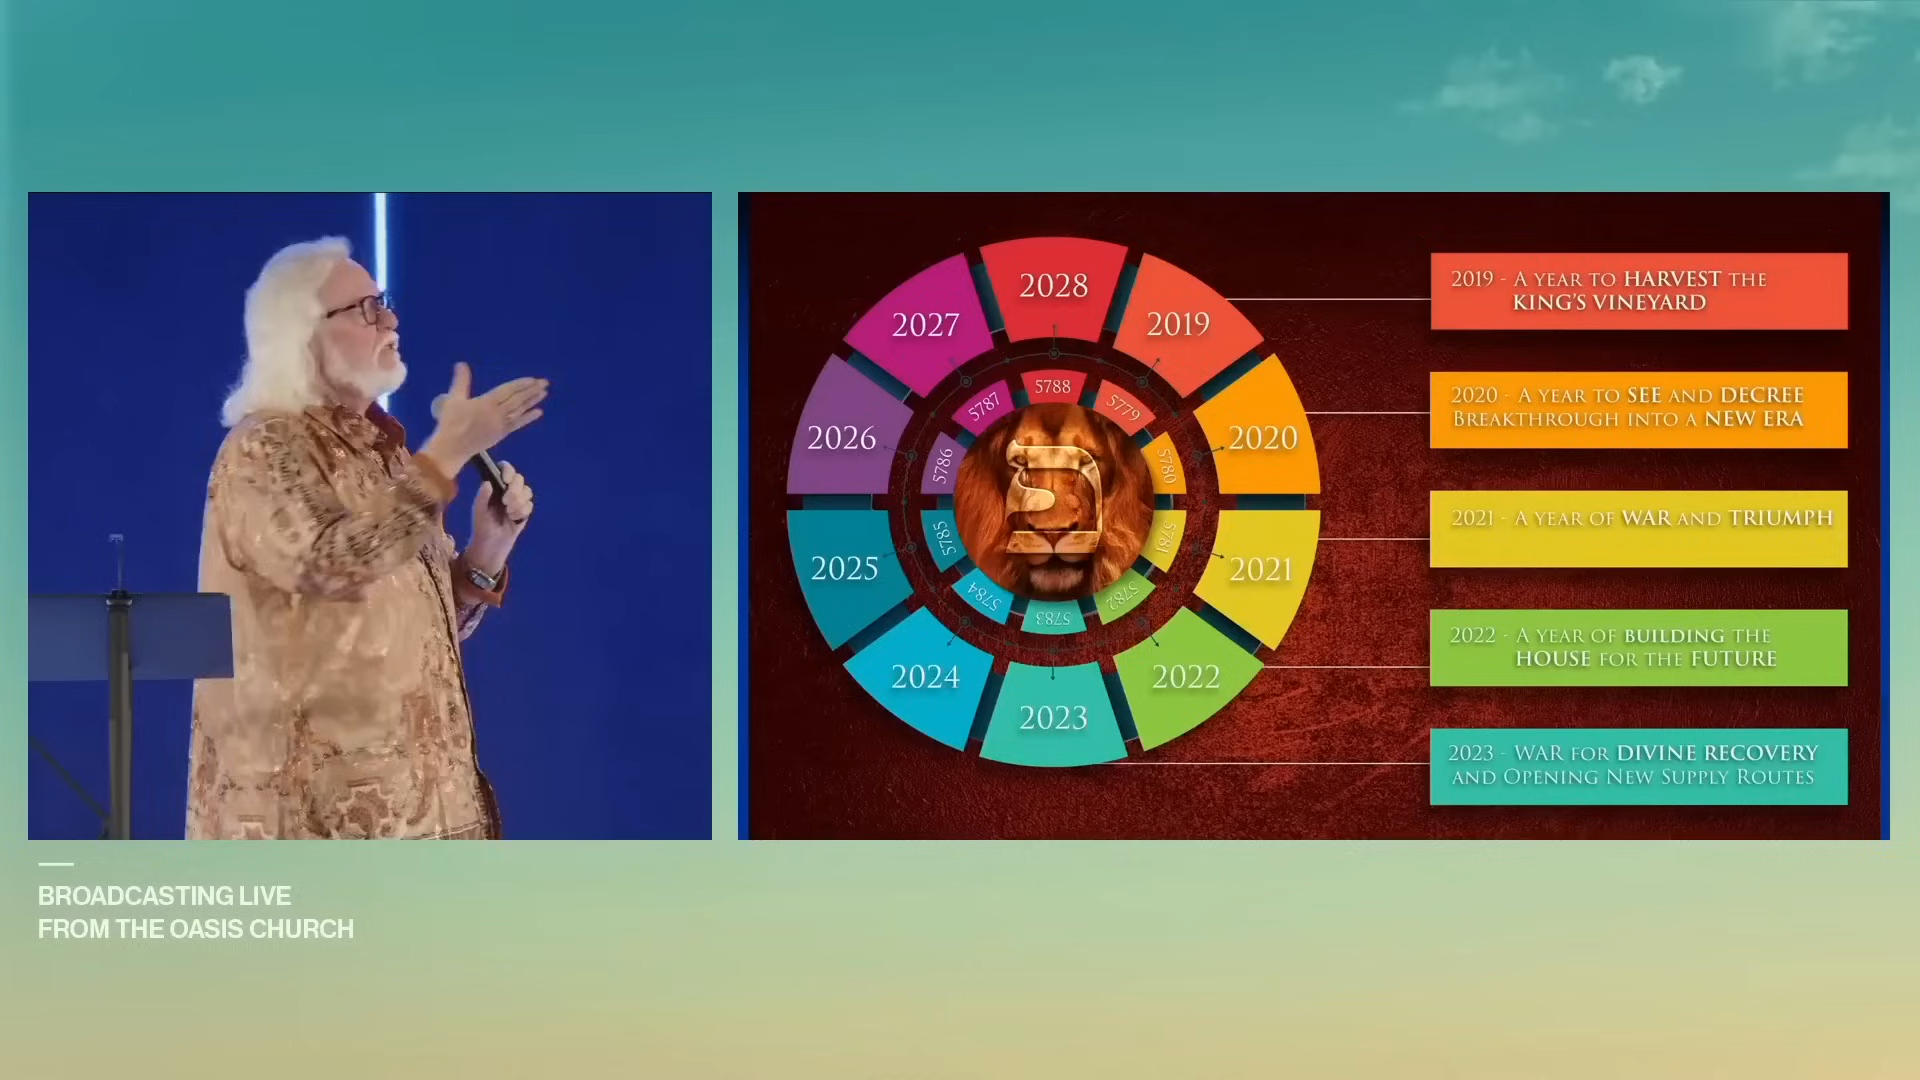 2028
2019
2020
2021
2022
2023
2024
2025
2026
2027
5788
5779
5780
5781
5782
5783
5784
5785
5786
5787
פ
2019 - A YEAR TO HARVEST THE
KING'S VINEYARD
2020 - A YEAR TO SEE AND DECREE
BREAKTHROUGH INTO A NEW ERA
2021 - A YEAR OF WAR AND TRIUMPH
2022 - A YEAR OF BUILDING THE
HOUSE FOR THE FUTURE
2023 - WAR FOR DIVINE RECOVERY
AND OPENING NEW SUPPLY ROUTES
BROADCASTING LIVE
FROM THE OASIS CHURCH